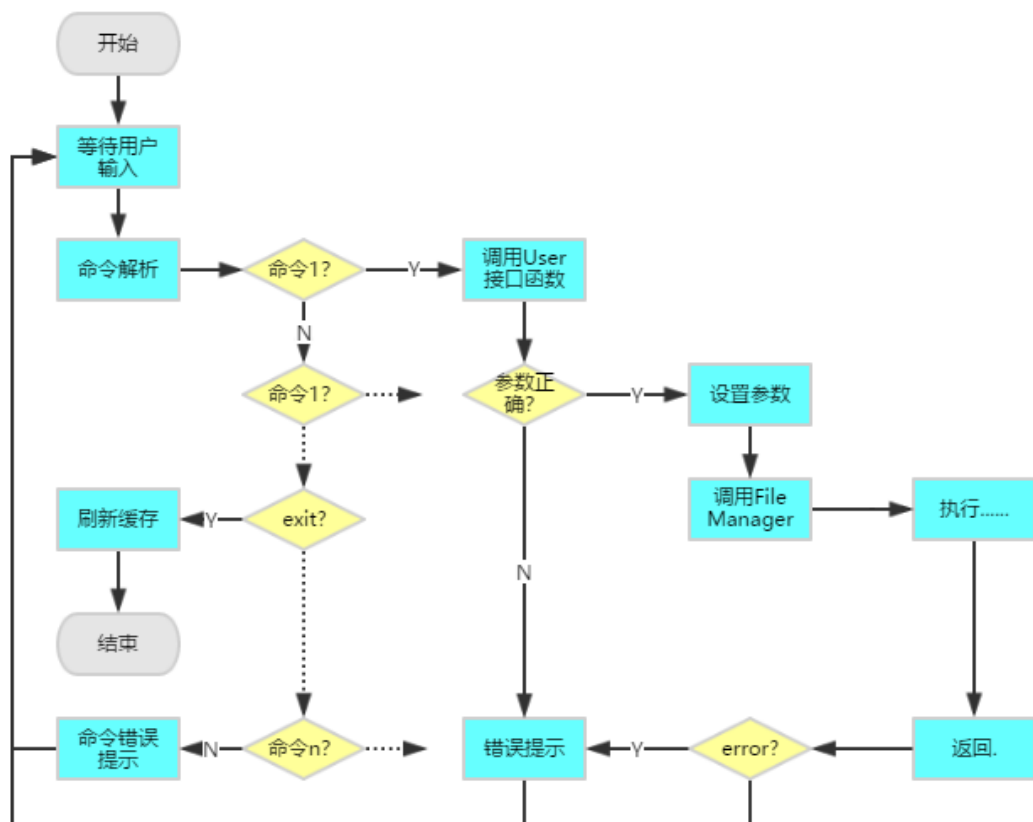 开始
等待用户
输入
命令解析
命令1?
Y
调用User
接口函数
N
命令1?
参数正
确?
Y
设置参数
刷新缓存
Y
exit?
调用File
Manager
执行......
N
结束
命令错误
提示
N
命令n?
错误提示
Y
error?
返回.